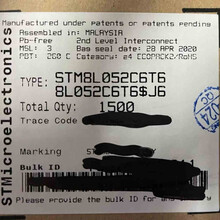 Manufactured under patents or patents pending
Assembled in: MALAYSIA
Pb-free 2nd Level Interconnect
MSL: 3 Bag seal date: 28 APR 2020
PBT: 260 C Category: e4 ECOPACK2/ROHS
TYPE: STM8L052C6T6
8L052C6T6$J6
Total Qty: 1500
Trace Code
Marking
Bulk ID
Please provide the bulk ID for any
STMicroelectronics